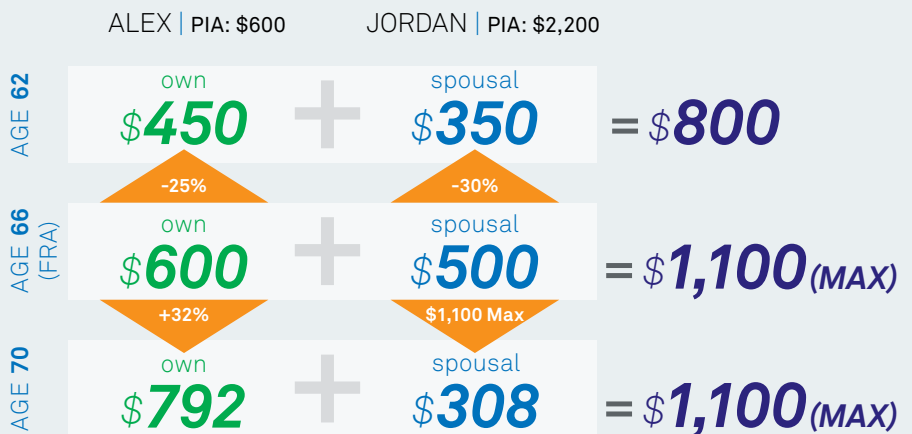 ALEX | PIA: $600
JORDAN | PIA: $2,200
AGE 62
own
$450
+
spousal
$350
= $800
-25%
-30%
AGE 66
(FRA)
own
$600
+
spousal
$500
= $1,100 (MAX)
+32%
$1,100 Max
AGE 70
own
$792
+
spousal
$308
= $1,100 (MAX)